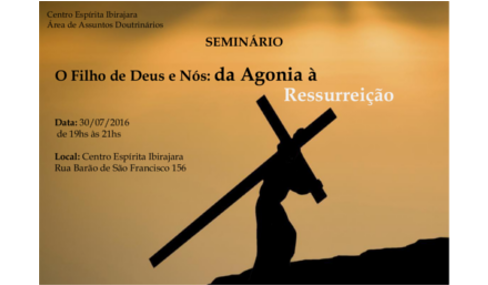 Centro Espírita Ibirajara
Área de Assuntos Doutrinários
SEMINÁRIO
O Filho de Deus e Nós: da Agonia à
Ressurreição
Data: 30/07/2016
de 19hs às 21hs
Local: Centro Espírita Ibirajara
Rua Barão de São Francisco 156